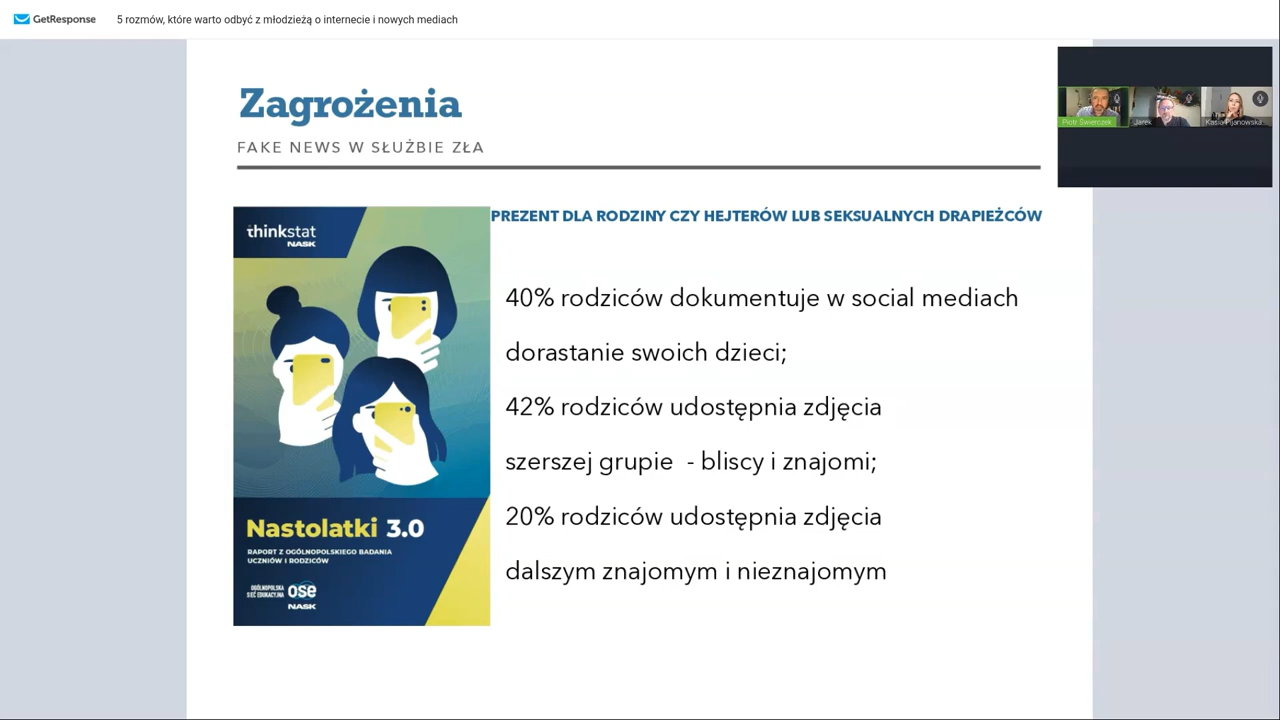 GetResponse
5 rozmów, które warto odbyć z młodzieżą o internecie i nowych mediach
Zagrożenia
FAKE NEWS W SŁUŻBIE ZŁA
Piotr Świerczek
Jarek
Kasia Pijanowska...
thinkstat
NASK
PREZENT DLA RODZINY CZY HEJTERÓW LUB SEKSUALNYCH DRAPIEŻCÓW
40% rodziców dokumentuje w social mediach
dorastanie swoich dzieci;
42% rodziców udostępnia zdjęcia
szerszej grupie - bliscy i znajomi;
20% rodziców udostępnia zdjęcia
dalszym znajomym i nieznajomym
Nastolatki 3.0
RAPORT Z OGÓLNOPOLSKIEGO BADANIA
UCZNIÓW I RODZICÓW
OGÓLNOPOLSKA
SIEĆ EDUKACYJNA
ose
NASK